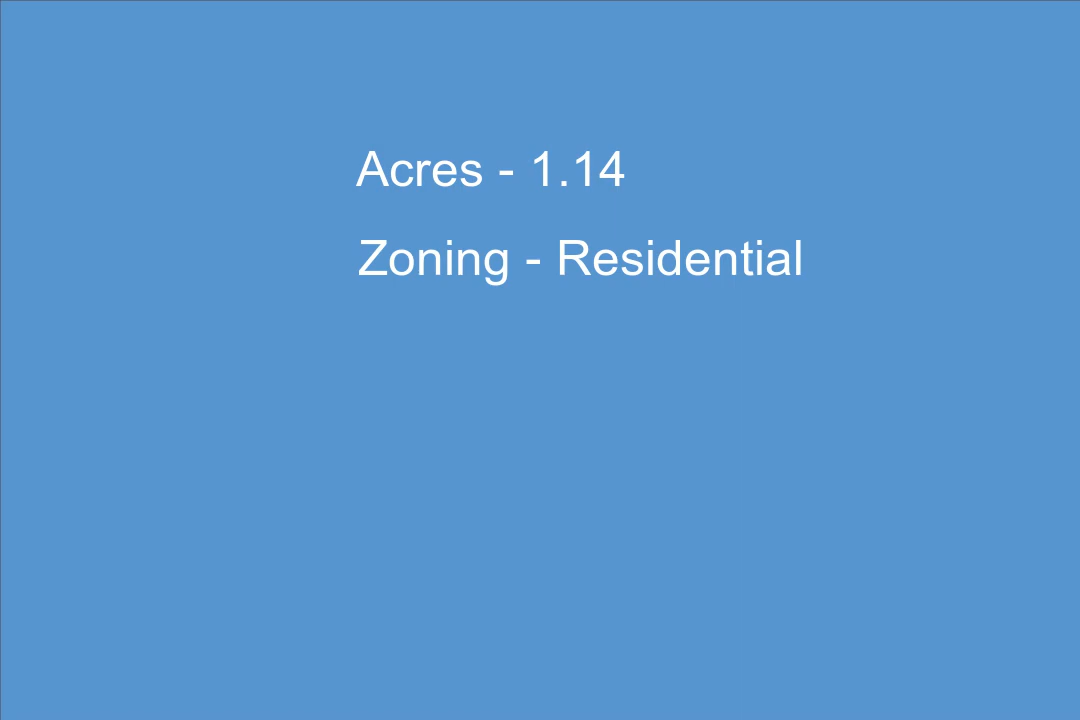 Acres - 1.14
Zoning - Residential